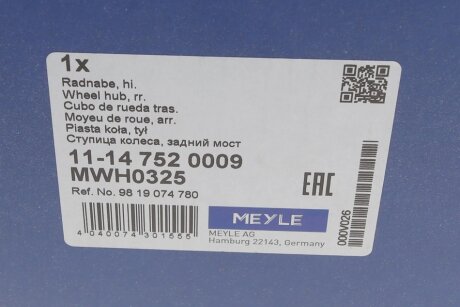 1x
Radnabe, hi.
Wheel hub, rr.
Cubo de rueda tras.
Moyeu de roue, arr.
Piasta koła, tył
Ступица колеса, задний мост
11-14 752 0009
MWH0325
Ref. No. 98 19 074 780
EAC
MEYLE
MEYLE AG
Hamburg 22143, Germany
4 040074 301555
000V026